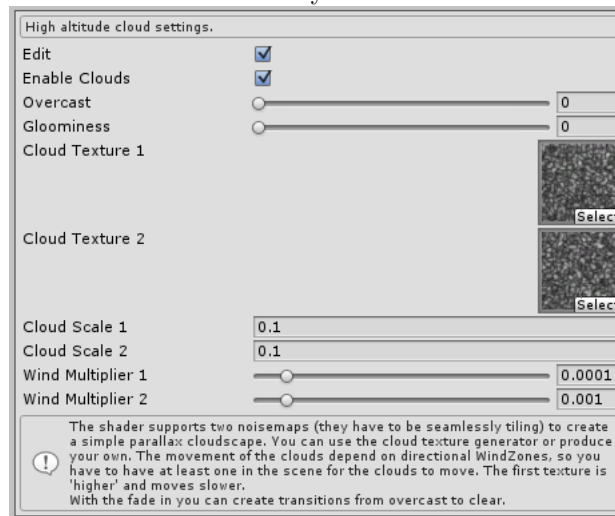 High altitude cloud settings.
Edit
Enable Clouds
Overcast 0
Gloominess 0
Cloud Texture 1
Select
Cloud Texture 2
Select
Cloud Scale 1 0.1
Cloud Scale 2 0.1
Wind Multiplier 1 0.0001
Wind Multiplier 2 0.001
The shader supports two noisemaps (they have to be seamlessly tiling) to create
a simple parallax cloudscape. You can use the cloud texture generator or produce
your own. The movement of the clouds depend on directional WindZones, so you
have to have at least one in the scene for the clouds to move. The first texture is
'higher' and moves slower.
With the fade in you can create transitions from overcast to clear.